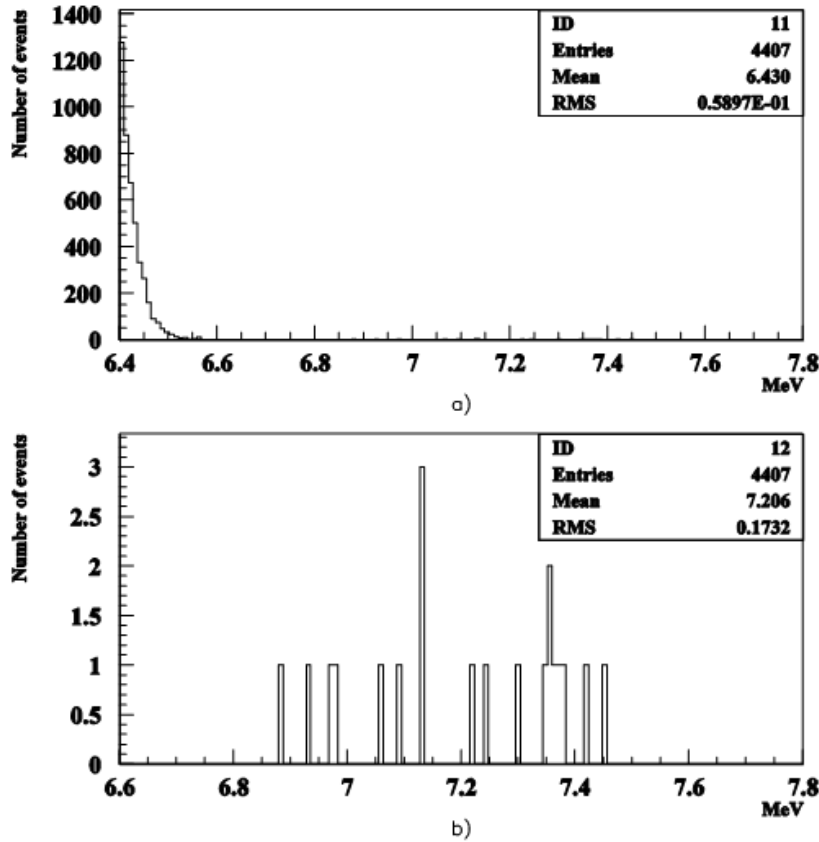 Number of events
1400
1200
1000
800
600
400
200
0
ID 11
Entries 4407
Mean 6.430
RMS 0.5897E-01
6.4 6.6 6.8 7 7.2 7.4 7.6 7.8
MeV
a)
Number of events
3
2.5
2
1.5
1
0.5
0
ID 12
Entries 4407
Mean 7.206
RMS 0.1732
6.6 6.8 7 7.2 7.4 7.6 7.8
MeV
b)